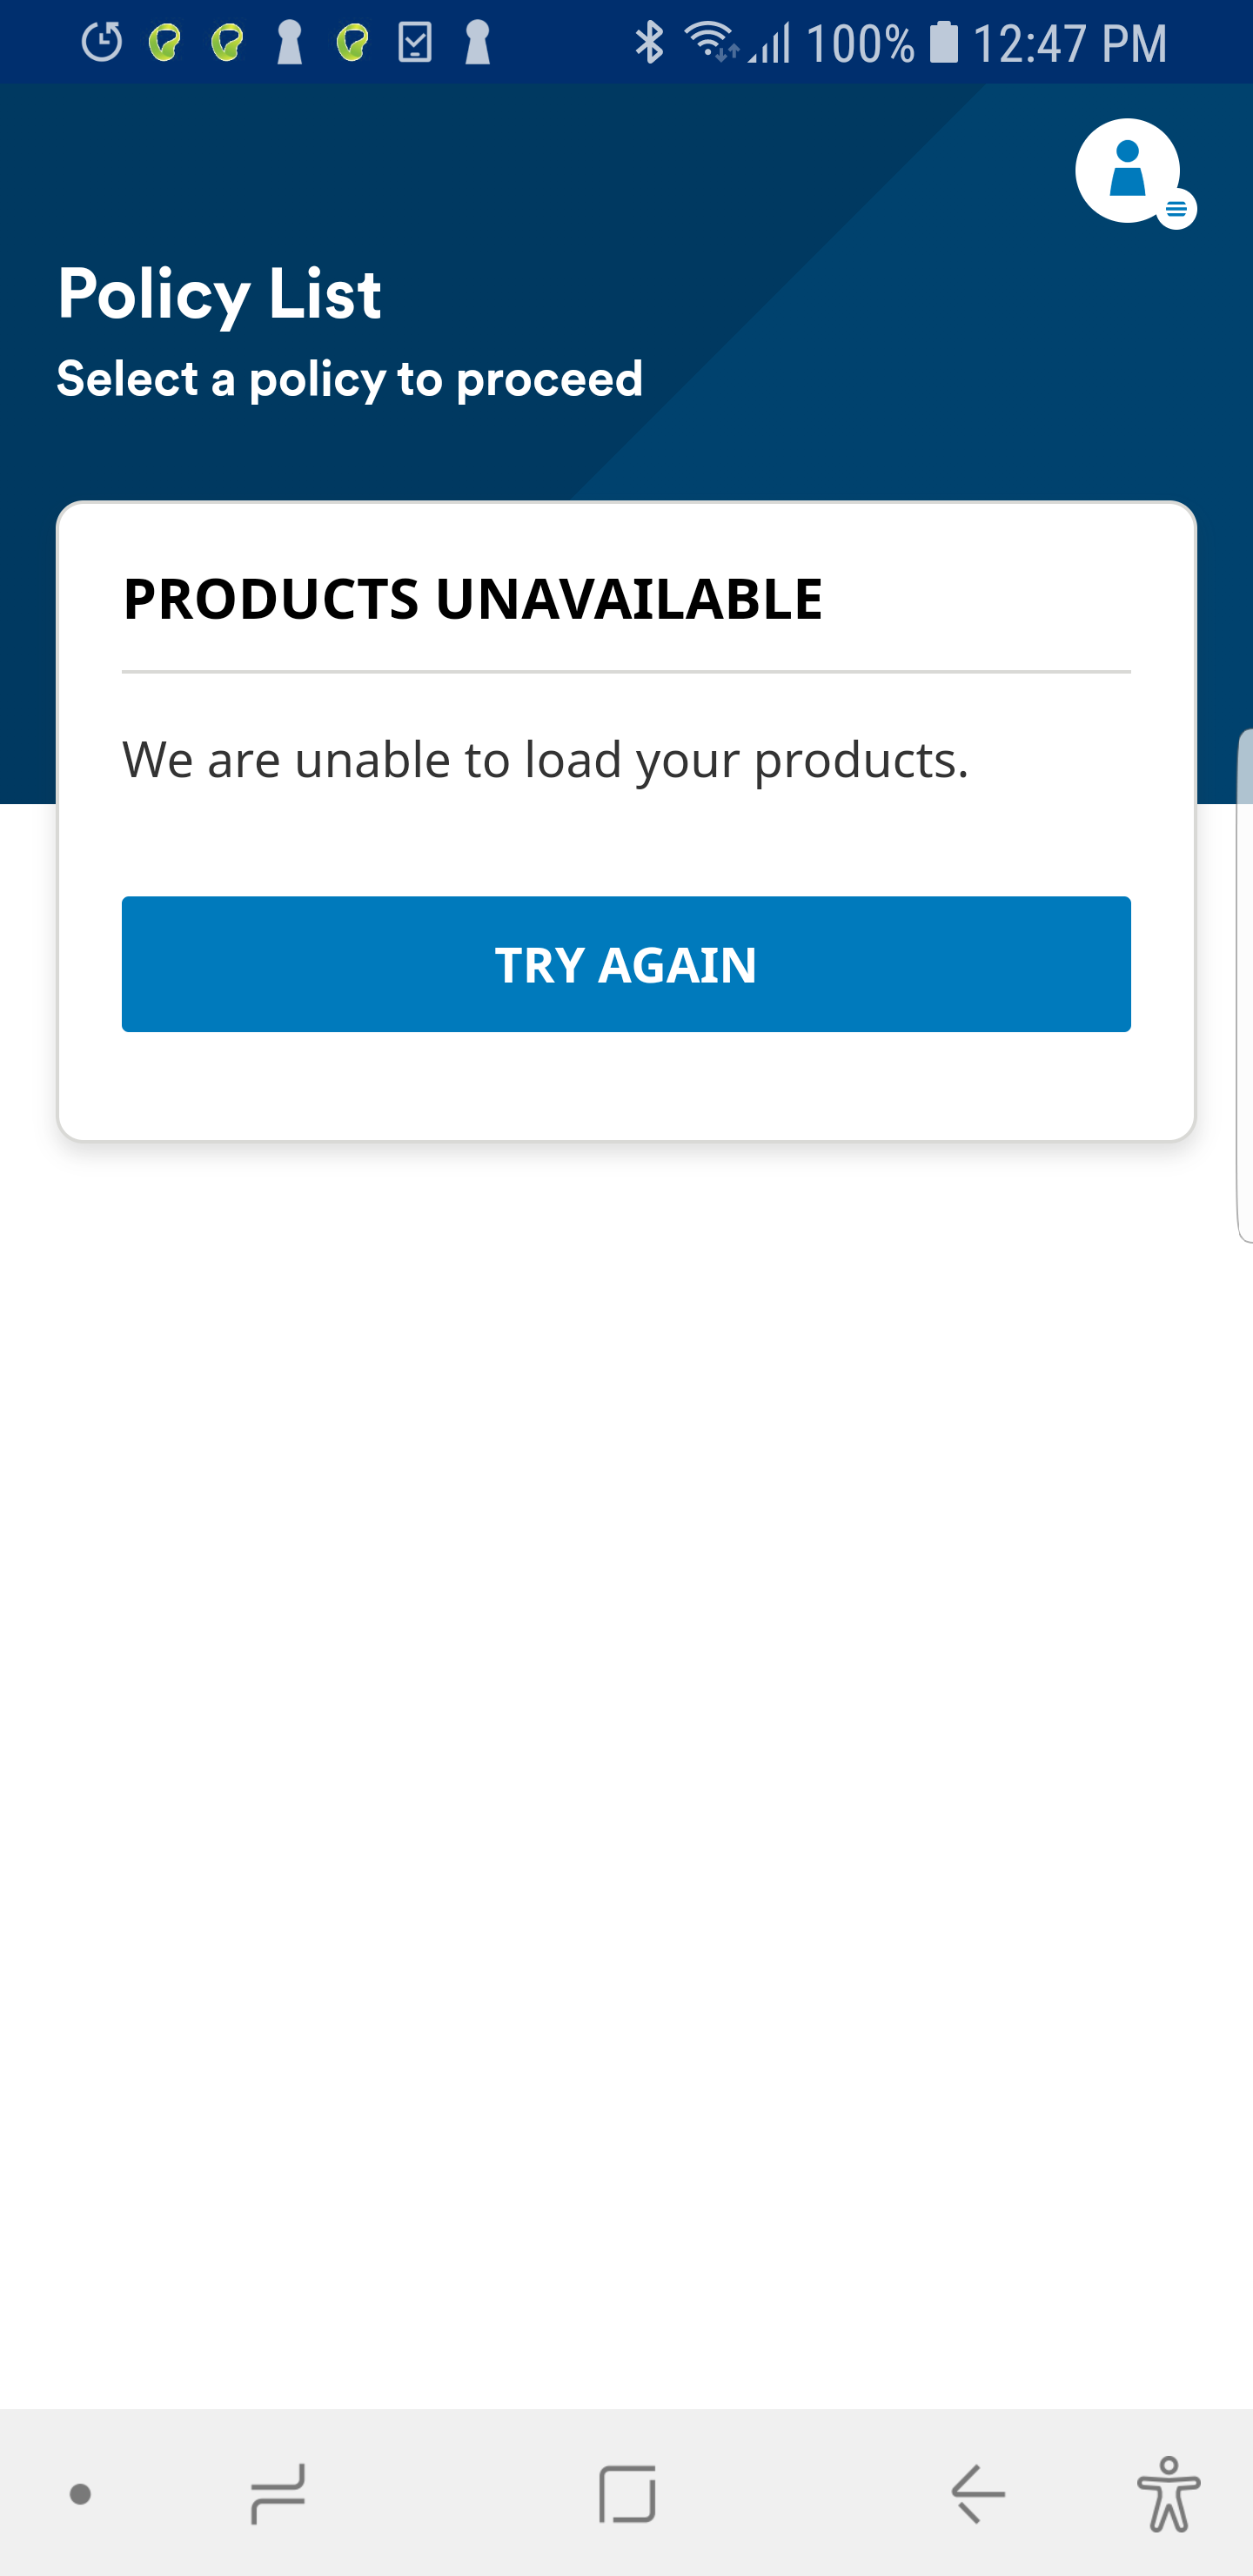 100% 12:47 PM
Policy List
Select a policy to proceed
PRODUCTS UNAVAILABLE
We are unable to load your products.
TRY AGAIN